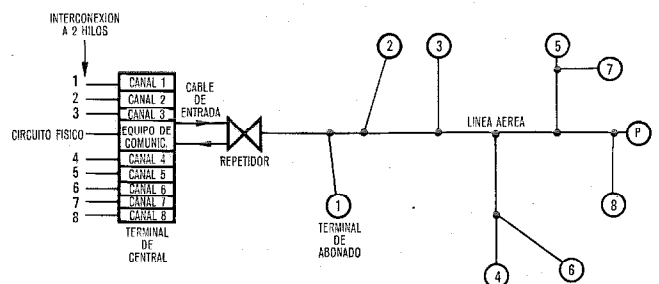 INTERCONEXION
A 2 HILOS
1
2
3
CIRCUITO FISICO
4
5
6
7
8
CANAL 1
CANAL 2
CANAL 3
EQUIPO DE
COMUNIC.
CANAL 4
CANAL 5
CANAL 6
CANAL 7
CANAL 8
TERMINAL
DE
CENTRAL
CABLE
DE
ENTRADA
REPETIDOR
1
TERMINAL
DE
ABONADO
2
3
LINEA AEREA
4
6
5
7
P
8